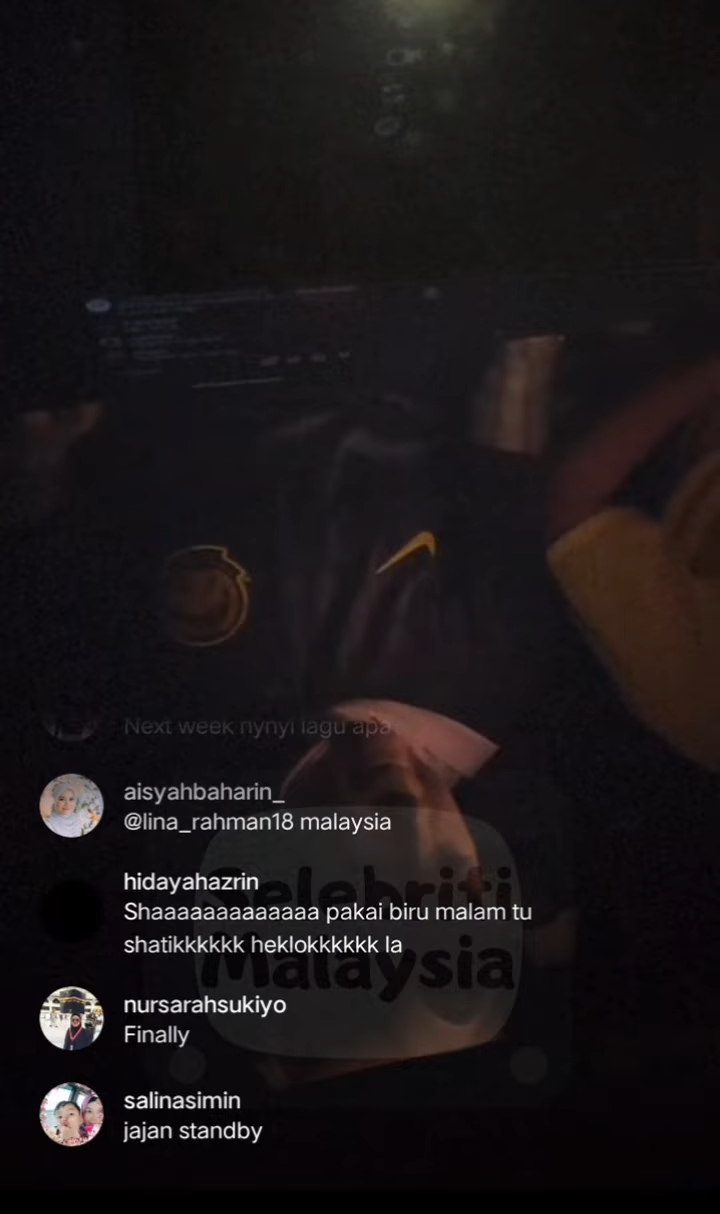 Next week nynyi lagu apa
aisyahbaharin_
@lina_rahman18 malaysia
hidayahazrin
Shaaaaaaaaaaaaa pakai biru malam tu
shatikkkkkk heklokkkkkk la
Selebriti
Malaysia
nursarahsukiyo
Finally
salinasimin
jajan standby